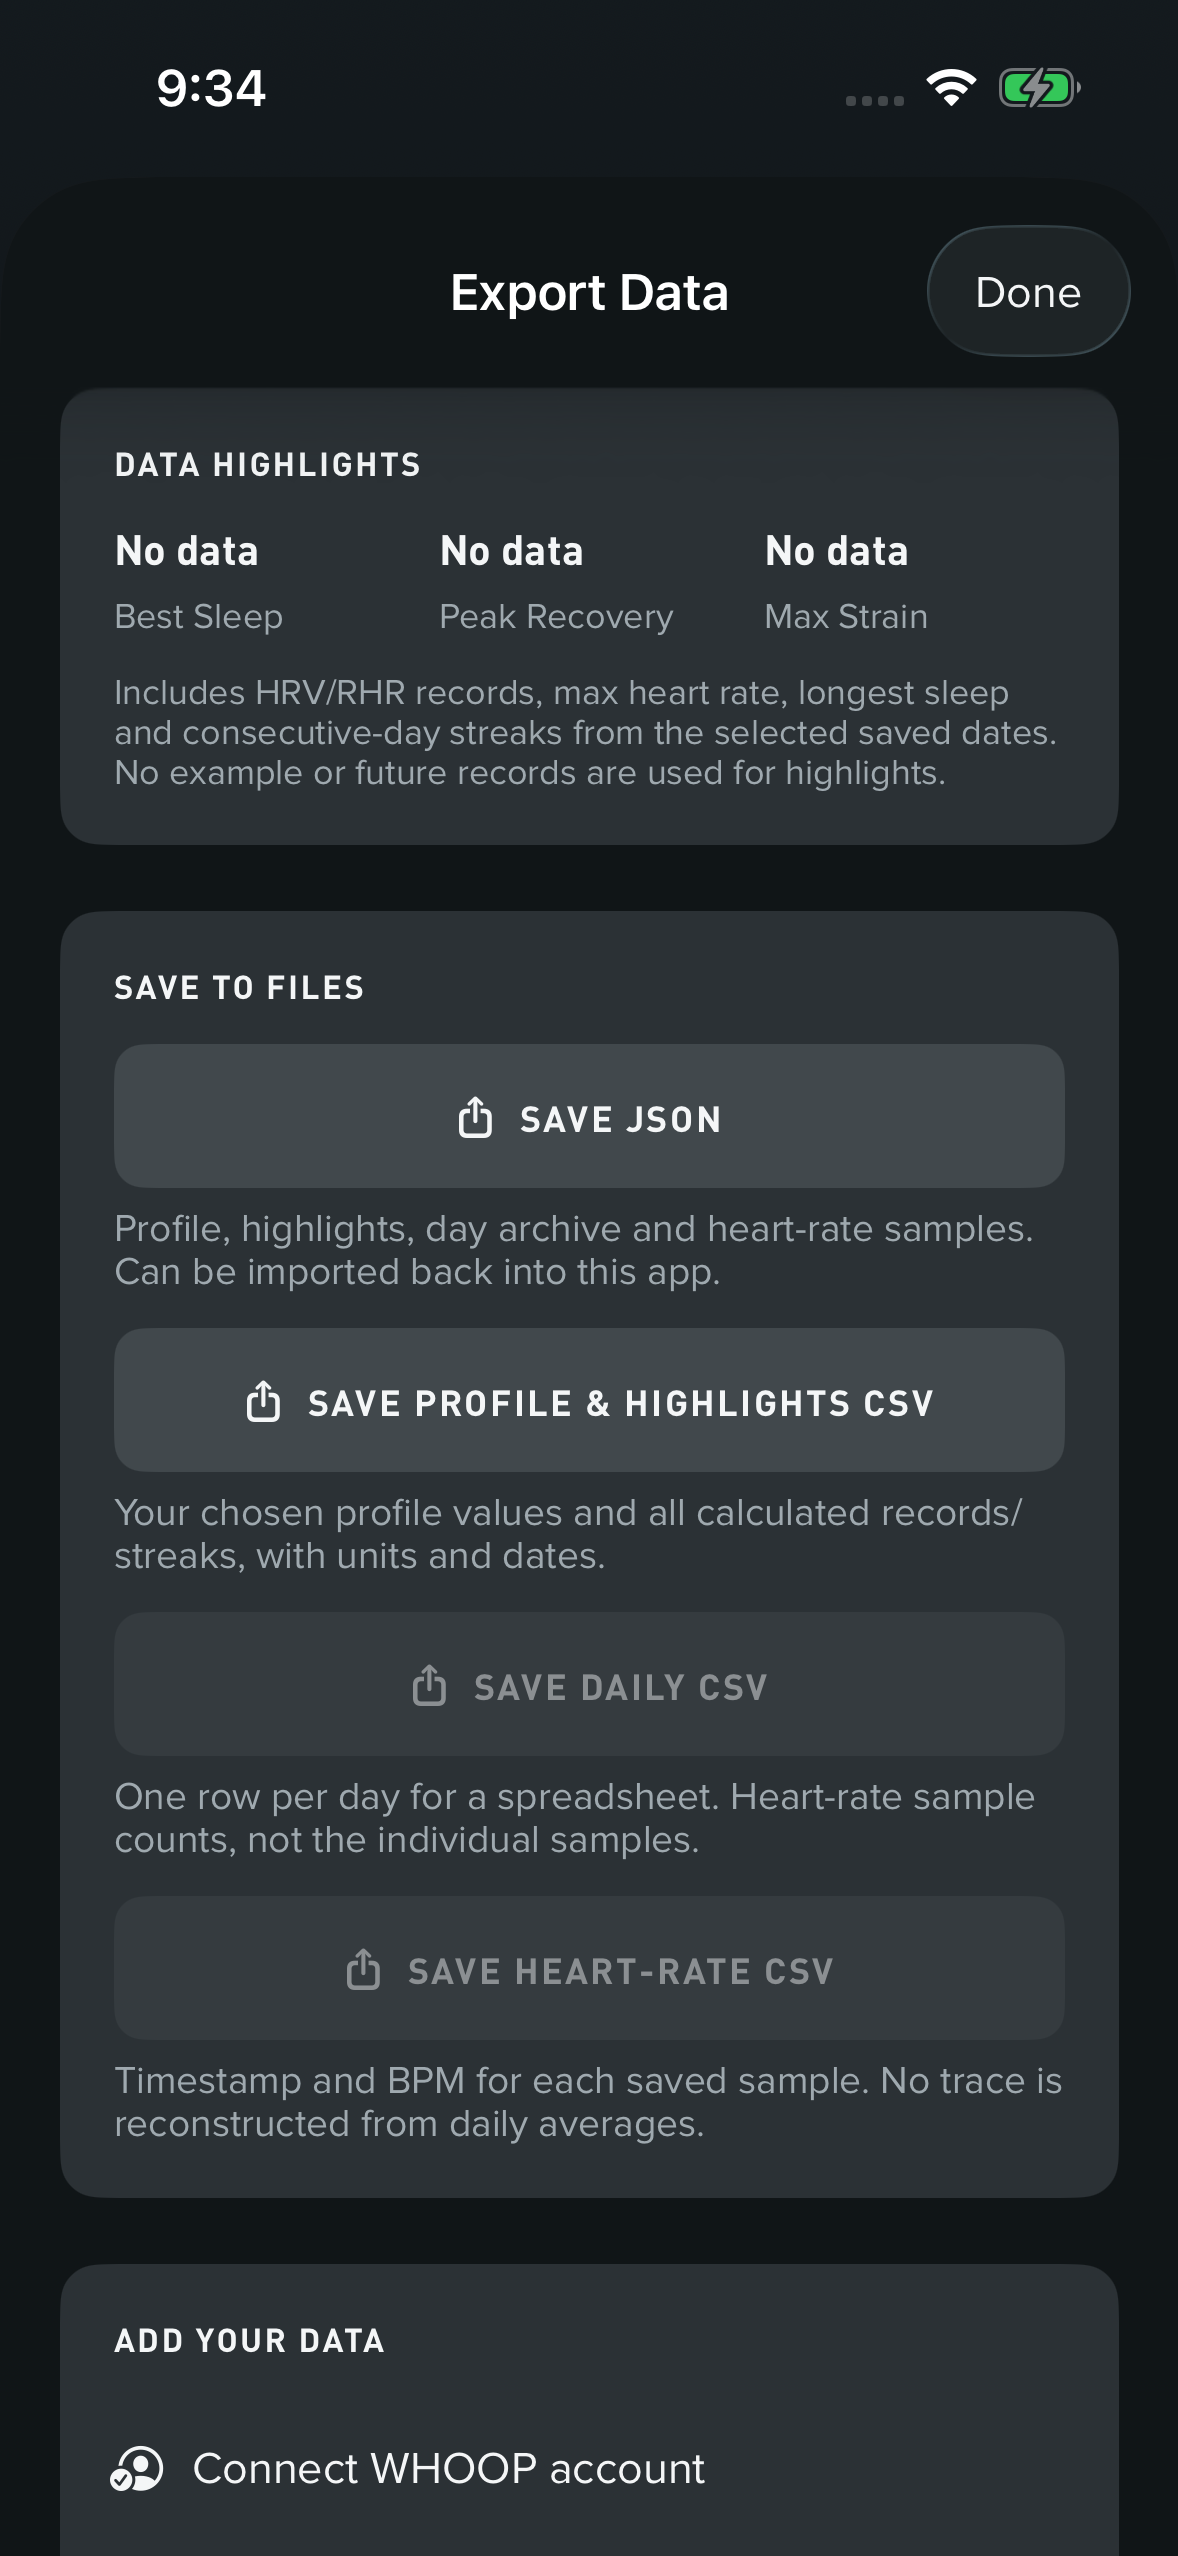 9:34
Export Data
Done
DATA HIGHLIGHTS
No data No data No data
Best Sleep Peak Recovery Max Strain
Includes HRV/RHR records, max heart rate, longest sleep
and consecutive-day streaks from the selected saved dates.
No example or future records are used for highlights.
SAVE TO FILES
SAVE JSON
Profile, highlights, day archive and heart-rate samples.
Can be imported back into this app.
SAVE PROFILE & HIGHLIGHTS CSV
Your chosen profile values and all calculated records/
streaks, with units and dates.
SAVE DAILY CSV
One row per day for a spreadsheet. Heart-rate sample
counts, not the individual samples.
SAVE HEART-RATE CSV
Timestamp and BPM for each saved sample. No trace is
reconstructed from daily averages.
ADD YOUR DATA
Connect WHOOP account